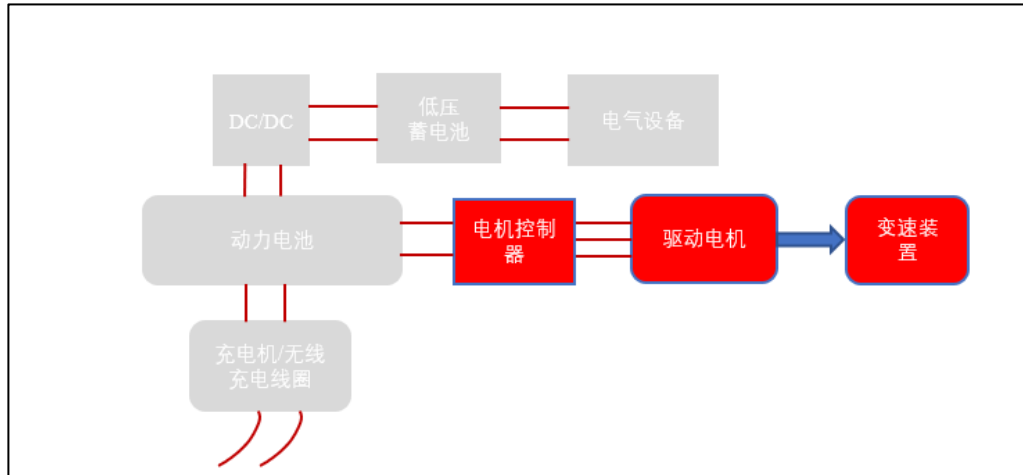 DC/DC
低压
蓄电池
电气设备
动力电池
电机控制
器
驱动电机
变速装
置
充电机/无线
充电线圈